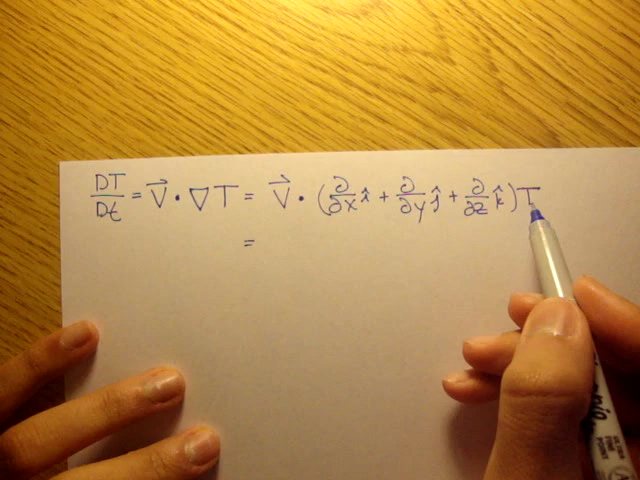 DT/Dt = V⃗ · ∇T = V⃗ · (∂/∂x î + ∂/∂y ĵ + ∂/∂z k̂)T
=